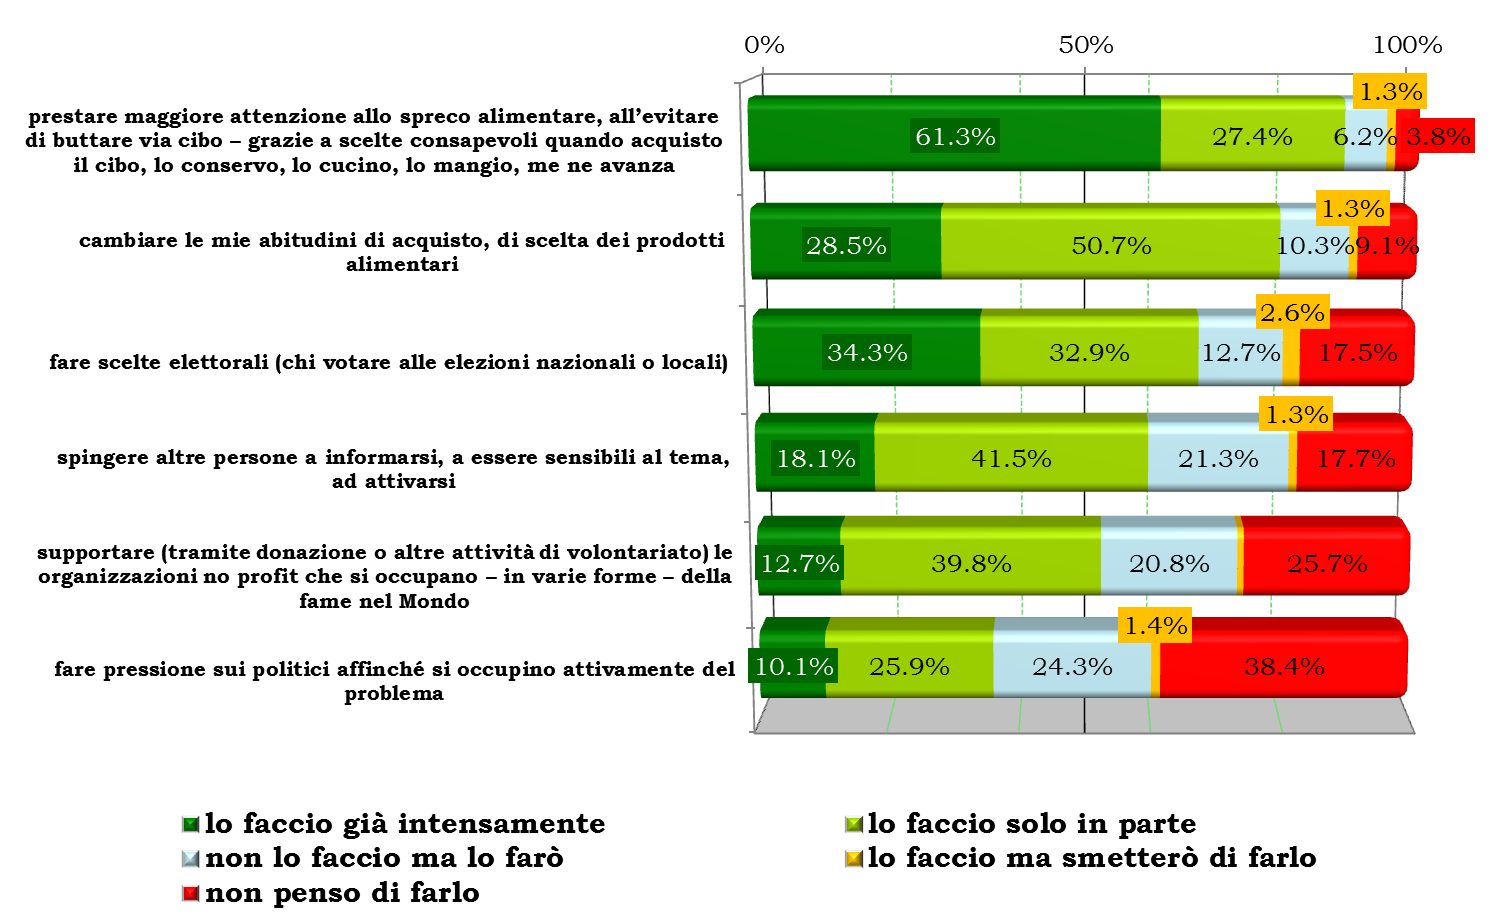 0% 50% 100%
prestare maggiore attenzione allo spreco alimentare, all'evitare
di buttare via cibo – grazie a scelte consapevoli quando acquisto
il cibo, lo conservo, lo cucino, lo mangio, me ne avanza
61.3% 27.4% 6.2% 1.3% 3.8%
cambiare le mie abitudini di acquisto, di scelta dei prodotti
alimentari
28.5% 50.7% 10.3% 1.3% 9.1%
fare scelte elettorali (chi votare alle elezioni nazionali o locali)
34.3% 32.9% 12.7% 2.6% 17.5%
spingere altre persone a informarsi, a essere sensibili al tema,
ad attivarsi
18.1% 41.5% 21.3% 1.3% 17.7%
supportare (tramite donazione o altre attività di volontariato) le
organizzazioni no profit che si occupano – in varie forme – della
fame nel Mondo
12.7% 39.8% 20.8% 25.7%
fare pressione sui politici affinché si occupino attivamente del
problema
10.1% 25.9% 24.3% 1.4% 38.4%
lo faccio già intensamente
lo faccio solo in parte
non lo faccio ma lo farò
lo faccio ma smetterò di farlo
non penso di farlo